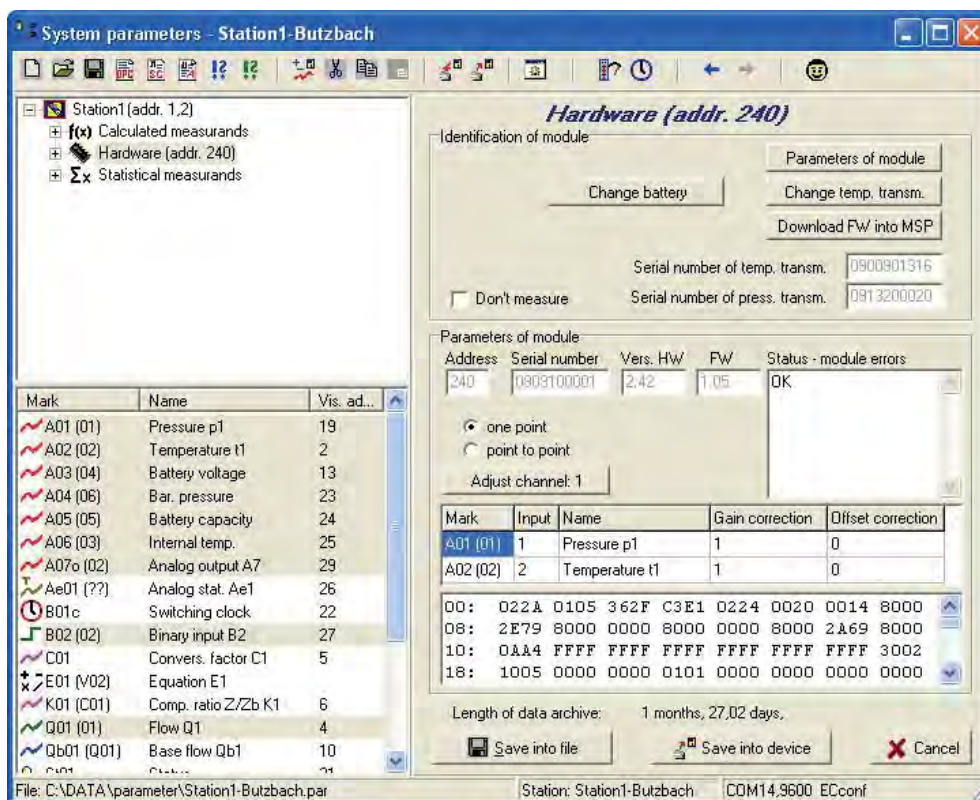 System parameters - Station1-Butzbach
Station1 (addr. 1,2)
f(x) Calculated measurands
Hardware (addr. 240)
Σx Statistical measurands
Mark Name Vis. ad...
A01 (01) Pressure p1 19
A02 (02) Temperature t1 2
A03 (04) Battery voltage 13
A04 (06) Bar. pressure 23
A05 (05) Battery capacity 24
A06 (03) Internal temp. 25
A07o (02) Analog output A7 29
Ae01 (??) Analog stat. Ae1 26
B01c Switching clock 22
B02 (02) Binary input B2 27
C01 Convers. factor C1 5
E01 (V02) Equation E1
K01 (C01) Comp. ratio Z/Zb K1 6
Q01 (01) Flow Q1 4
Qb01 (Q01) Base flow Qb1 10
Hardware (addr. 240)
Identification of module
Parameters of module
Change battery
Change temp. transm.
Download FW into MSP
Serial number of temp. transm. 0900901316
Don't measure
Serial number of press. transm. 0913200020
Parameters of module
Address Serial number Vers. HW FW Status - module errors
240 0909100001 2.42 1.05 OK
one point
point to point
Adjust channel: 1
Mark Input Name Gain correction Offset correction
A01 (01) 1 Pressure p1 1 0
A02 (02) 2 Temperature t1 1 0
00: 022A 0105 362F C3E1 0224 0020 0014 8000
08: 2E79 8000 0000 8000 0000 8000 2A69 8000
10: 0AA4 FFFF FFFF FFFF FFFF FFFF FFFF 3002
18: 1005 0000 0000 0101 0000 0000 0000 0000
Length of data archive: 1 months, 27,02 days,
Save into file
Save into device
Cancel
File: C:\DATA\parameter\Station1-Butzbach.par
Station: Station1-Butzbach
COM14,9600 ECconf